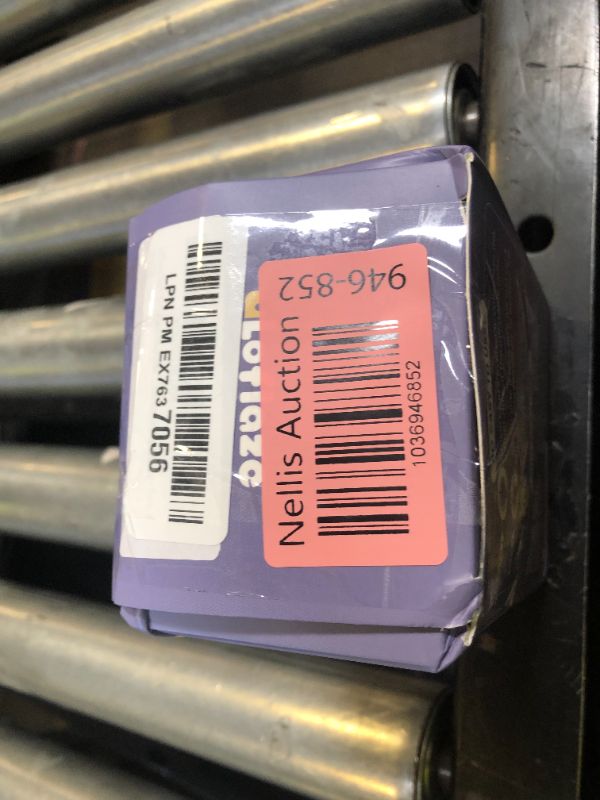 LPN PM EX763 7056
946-852
Nellis Auction
1036946852